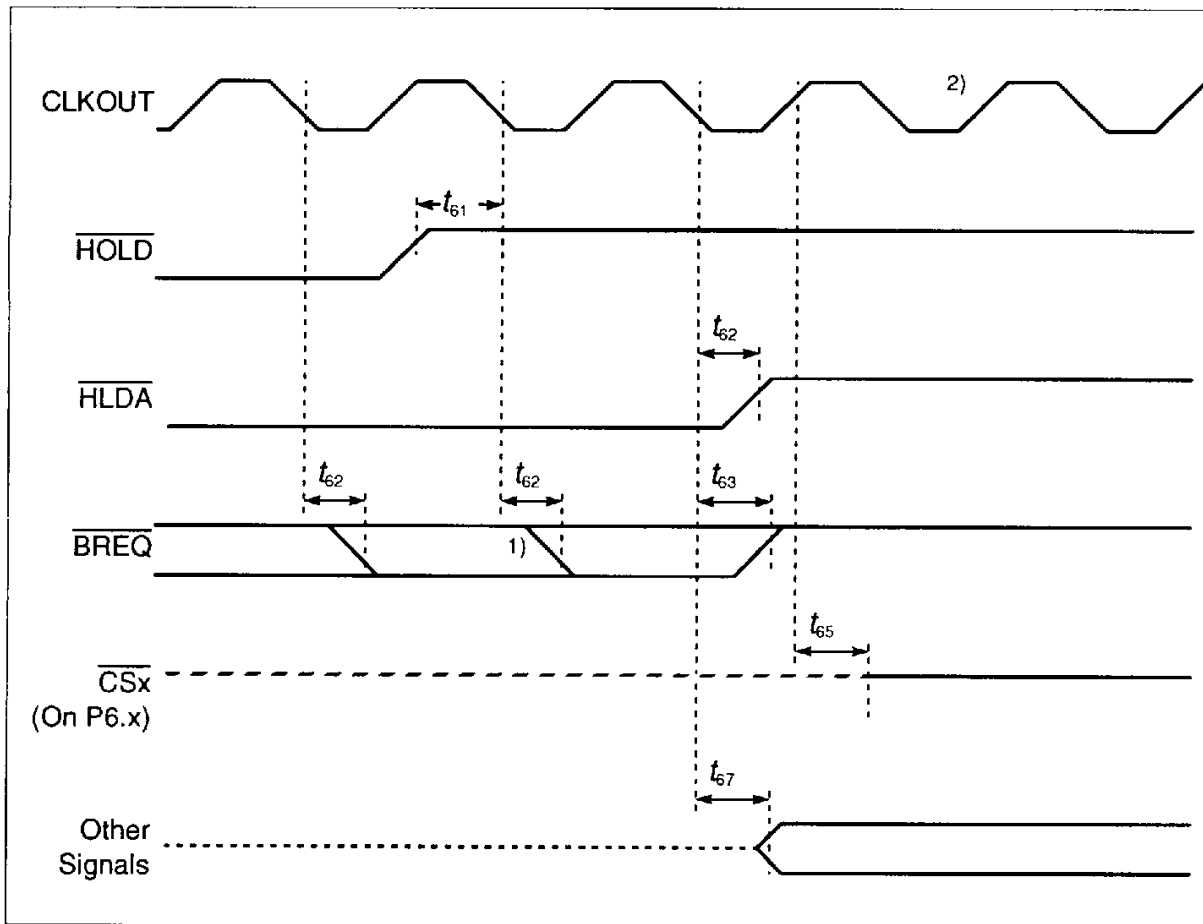 CLKOUT
2)
t61
HOLD
t62
HLDA
t62
t62
t63
BREQ
1)
t65
CSx
(On P6.x)
t67
Other
Signals